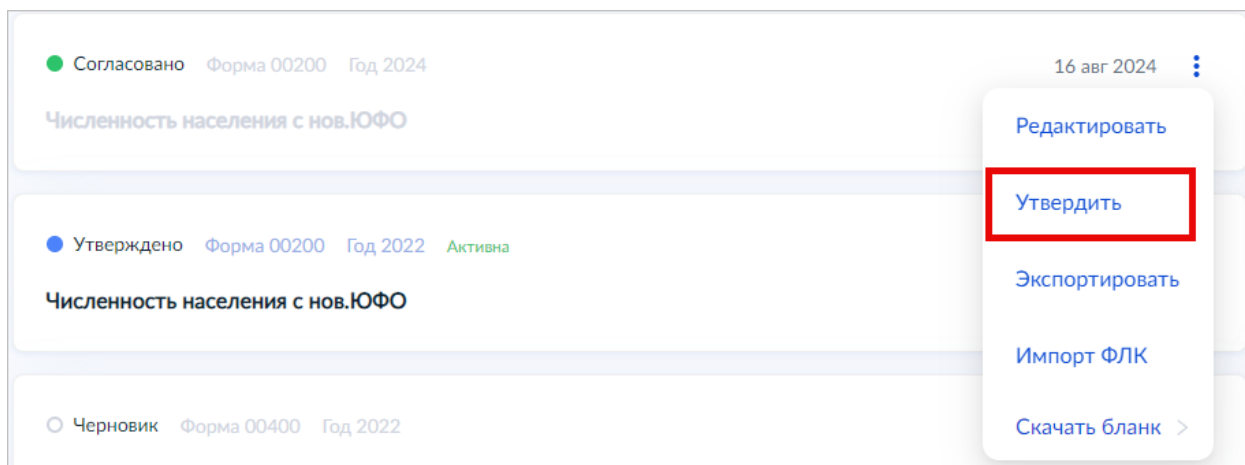 Согласовано Форма 00200 Год 2024 16 авг 2024
Численность населения с нов.ЮФО
Редактировать
Утвердить
Утверждено Форма 00200 Год 2022 Активна
Численность населения с нов.ЮФО
Экспортировать
Импорт ФЛК
Черновик Форма 00400 Год 2022
Скачать бланк